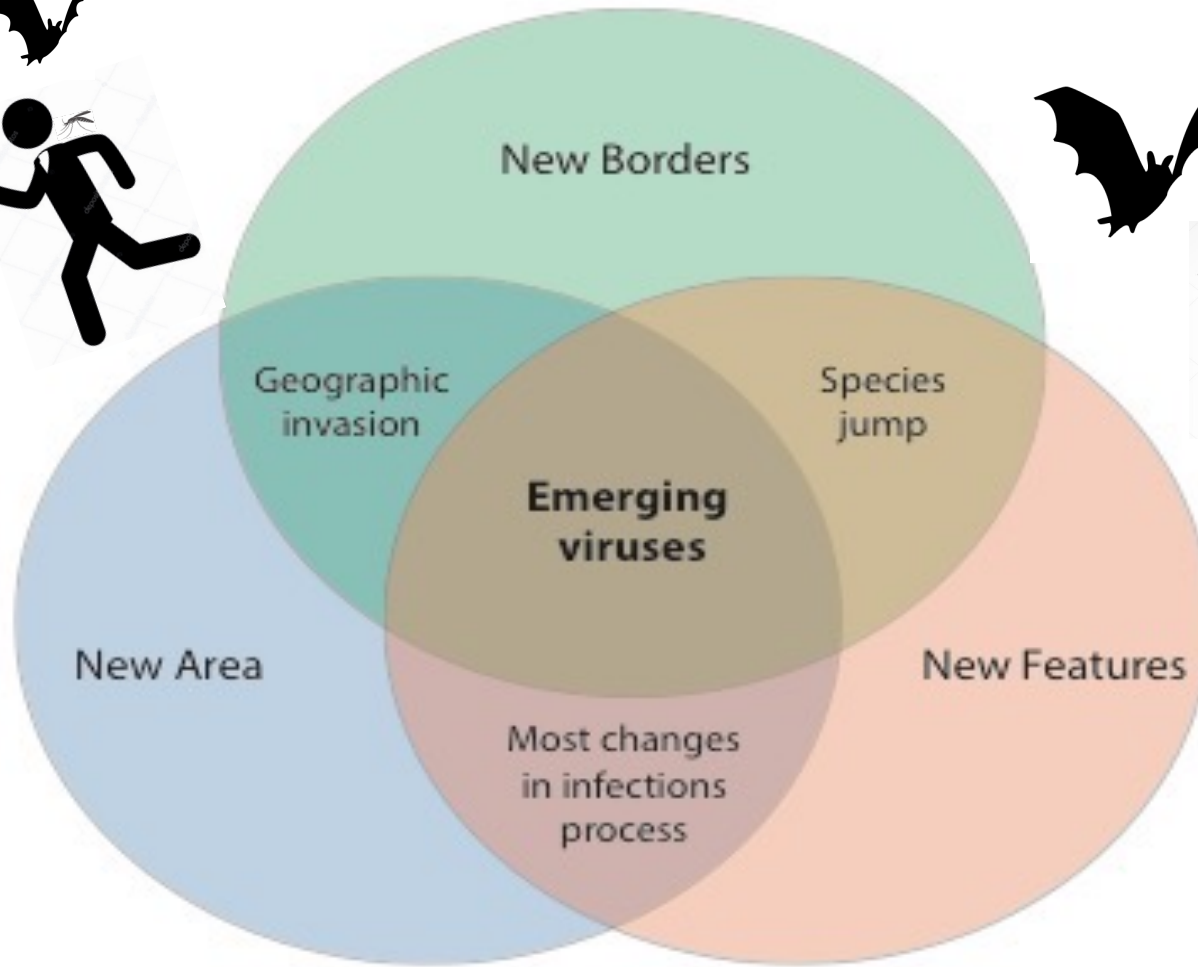 New Borders
Geographic
invasion
Species
jump
Emerging
viruses
New Area
New Features
Most changes
in infections
process